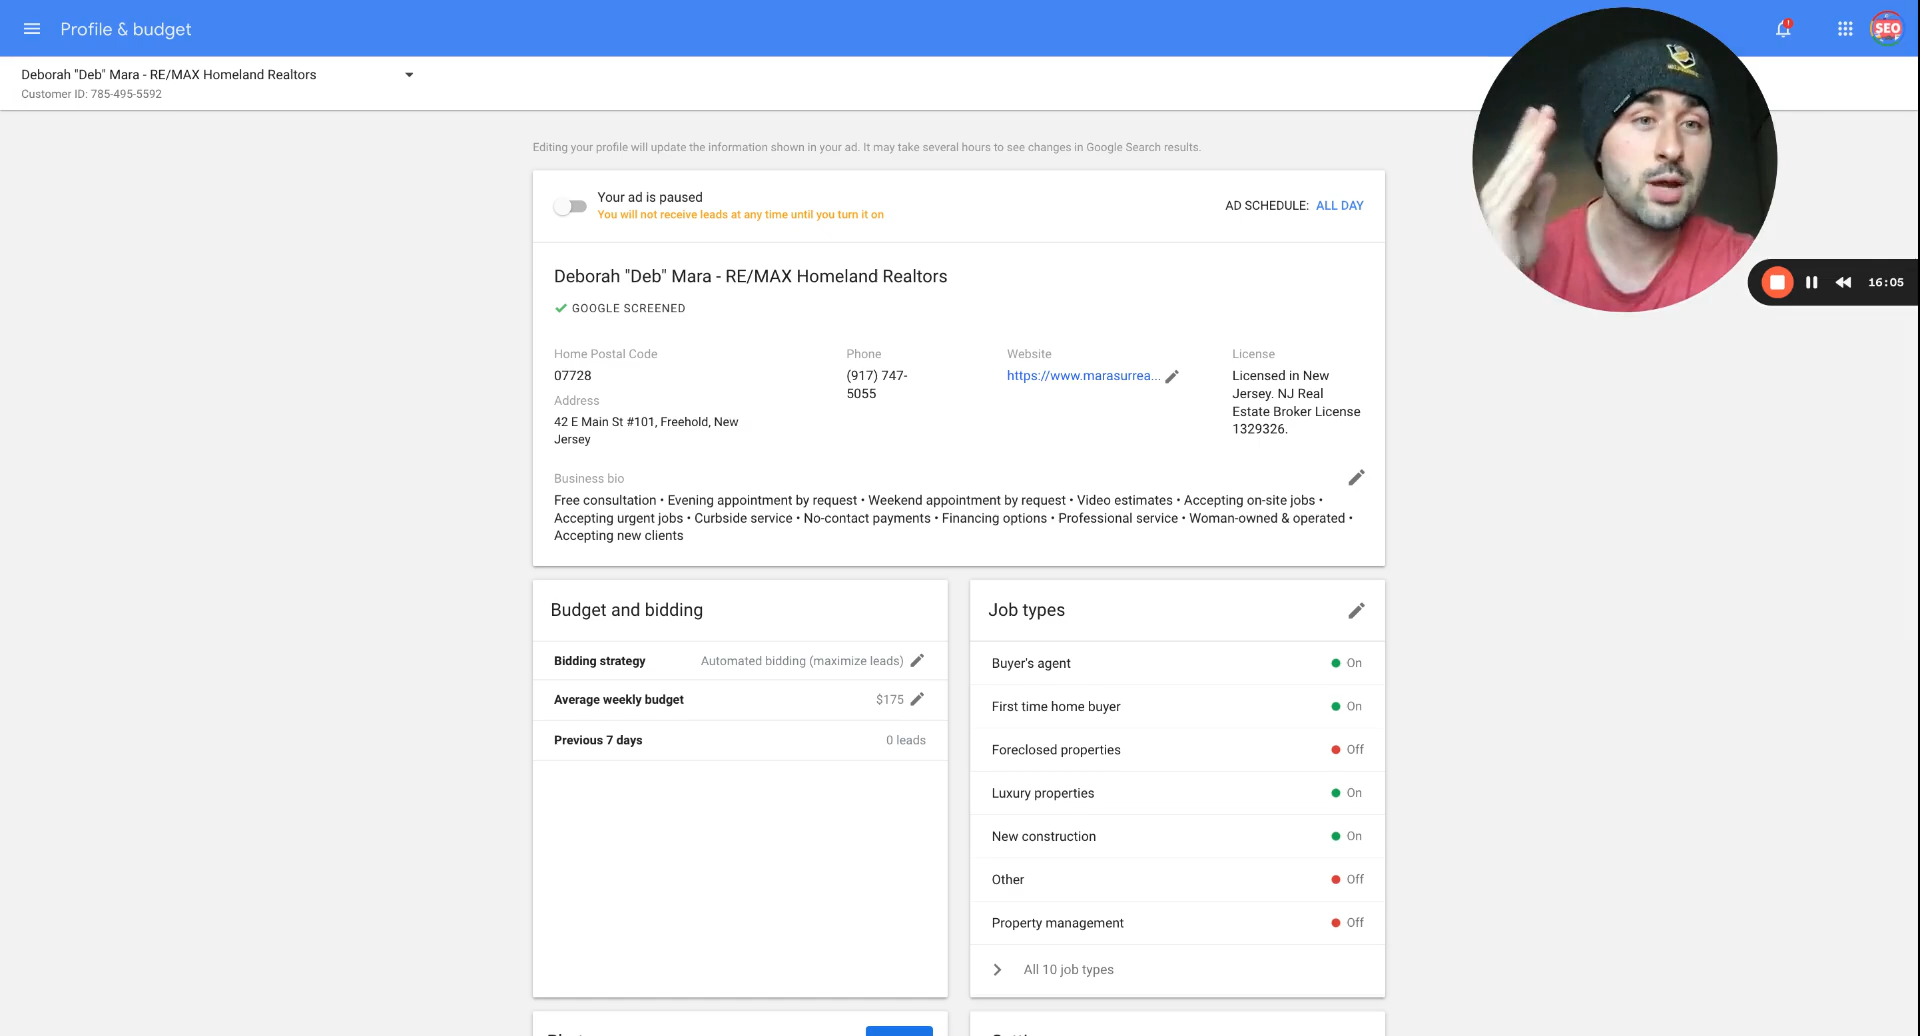 Profile & budget
SEO
Deborah "Deb" Mara - RE/MAX Homeland Realtors
Customer ID: 785-495-5592
Editing your profile will update the information shown in your ad. It may take several hours to see changes in Google Search results.
Your ad is paused
You will not receive leads at any time until you turn it on
AD SCHEDULE: ALL DAY
16:05
Deborah "Deb" Mara - RE/MAX Homeland Realtors
GOOGLE SCREENED
Home Postal Code
07728
Address
42 E Main St #101, Freehold, New
Jersey
Phone
(917) 747-
5055
Website
https://www.marasurrea...
License
Licensed in New
Jersey. NJ Real
Estate Broker License
1329326.
Business bio
Free consultation • Evening appointment by request • Weekend appointment by request • Video estimates • Accepting on-site jobs •
Accepting urgent jobs • Curbside service • No-contact payments • Financing options • Professional service • Woman-owned & operated •
Accepting new clients
Budget and bidding
Bidding strategy Automated bidding (maximize leads)
Average weekly budget $175
Previous 7 days 0 leads
Job types
Buyer's agent On
First time home buyer On
Foreclosed properties Off
Luxury properties On
New construction On
Other Off
Property management Off
All 10 job types